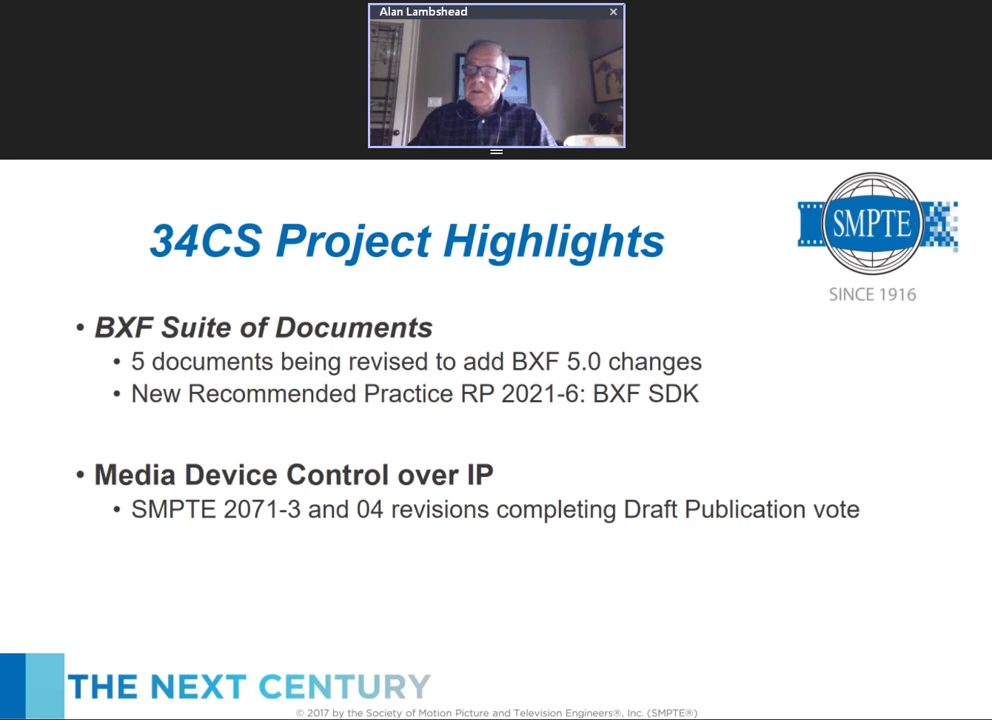 Alan Lambshead
34CS Project Highlights
SMPTE
®
SINCE 1916
• BXF Suite of Documents
• 5 documents being revised to add BXF 5.0 changes
• New Recommended Practice RP 2021-6: BXF SDK
• Media Device Control over IP
• SMPTE 2071-3 and 04 revisions completing Draft Publication vote
THE NEXT CENTURY
© 2017 by the Society of Motion Picture and Television Engineers®, Inc. (SMPTE®)